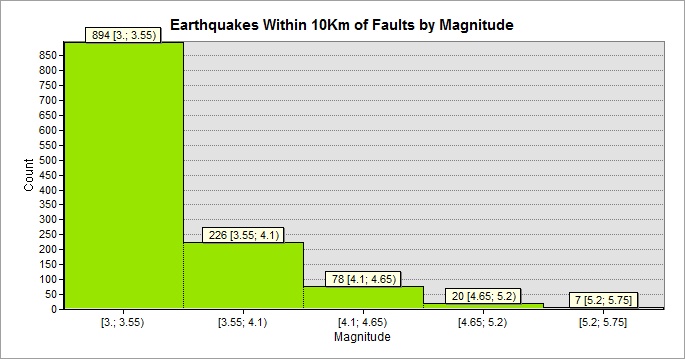 Earthquakes Within 10Km of Faults by Magnitude
894 [3.; 3.55)
226 [3.55; 4.1)
78 [4.1; 4.65)
20 [4.65; 5.2)
7 [5.2; 5.75]
850
800
750
700
650
600
550
500
450
400
350
300
250
200
150
100
50
0
Count
[3.; 3.55)
[3.55; 4.1)
[4.1; 4.65)
[4.65; 5.2)
[5.2; 5.75]
Magnitude